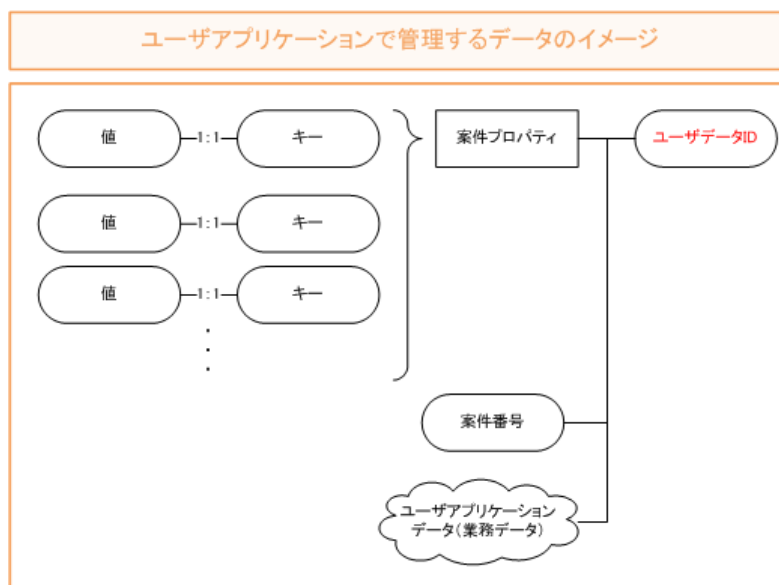 ユーザアプリケーションで管理するデータのイメージ
値
1:1
キー
案件プロパティ
ユーザデータID
値
1:1
キー
値
1:1
キー
案件番号
ユーザアプリケーション
データ(業務データ)